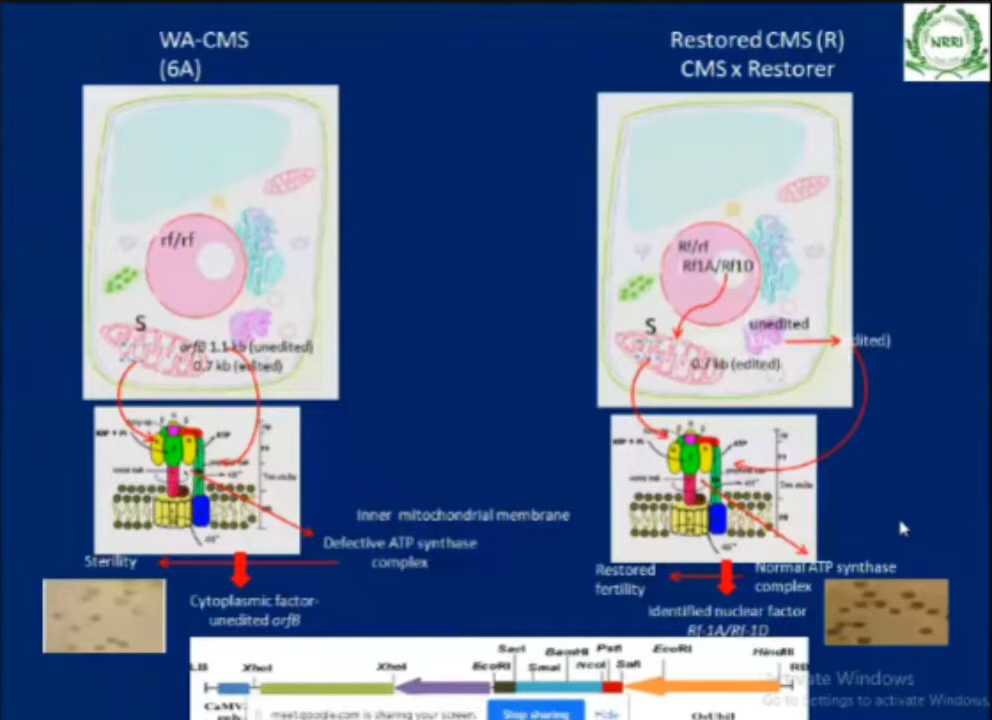 WA-CMS
(6A)
Restored CMS (R)
CMS x Restorer
NRRI
rf/rf
S
orfB 1.1 kb (unedited)
0.7 kb (edited)
Rf/rf
Rf1A/Rf1D
S
unedited
dited)
0.7 kb (edited)
ATP
ATP
Inner mitochondrial membrane
Defective ATP synthase
complex
Sterility
Cytoplasmic factor-
unedited orfB
Restored
fertility
Normal ATP synthase
complex
Identified nuclear factor
Rf-1A/Rf-1D
LB
XhoI
XhoI
EcoRI
SacI
SmaI
BamHI
NcoI
PstI
SalI
EcoRI
HindIII
RB
CaMV
OsUbiI
meet.google.com is sharing your screen.
Stop sharing
Hide
Activate Windows
Go to Settings to activate Windows.